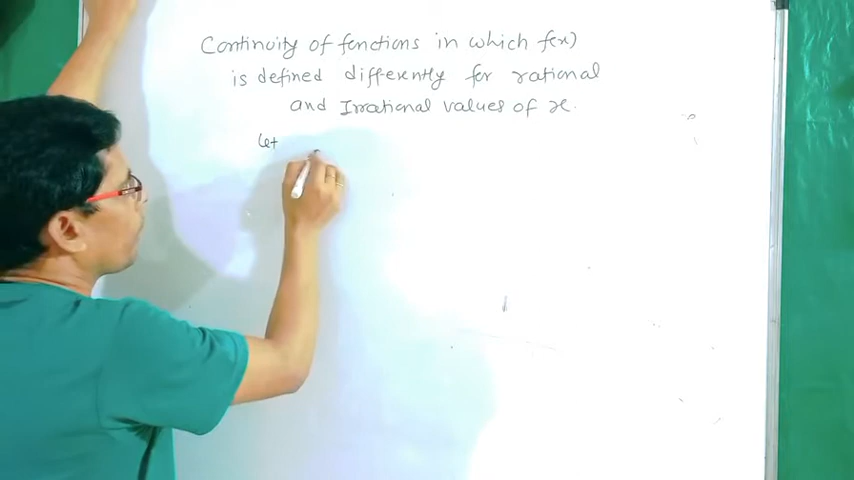 Continuity of functions in which f(x)
is defined differently for rational
and Irrational values of x.
Let